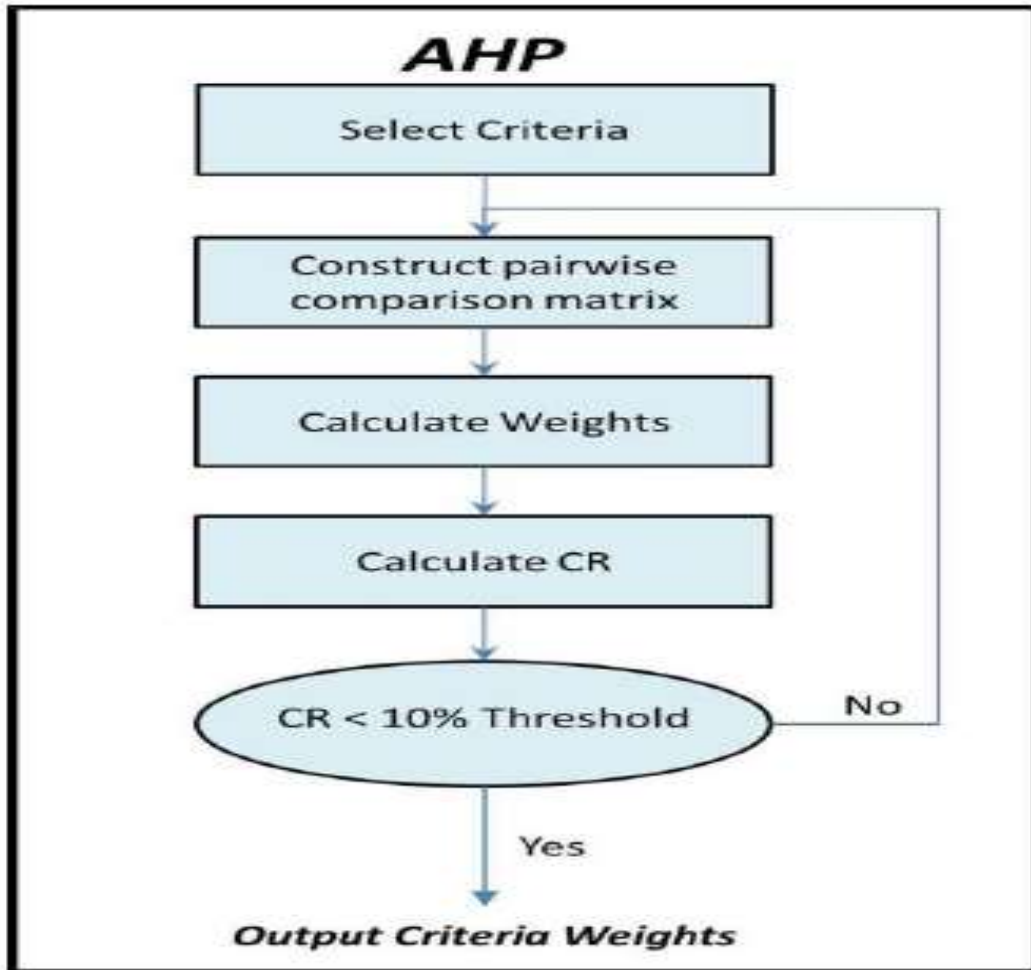 AHP
Select Criteria
Construct pairwise
comparison matrix
Calculate Weights
Calculate CR
CR < 10% Threshold
No
Yes
Output Criteria Weights